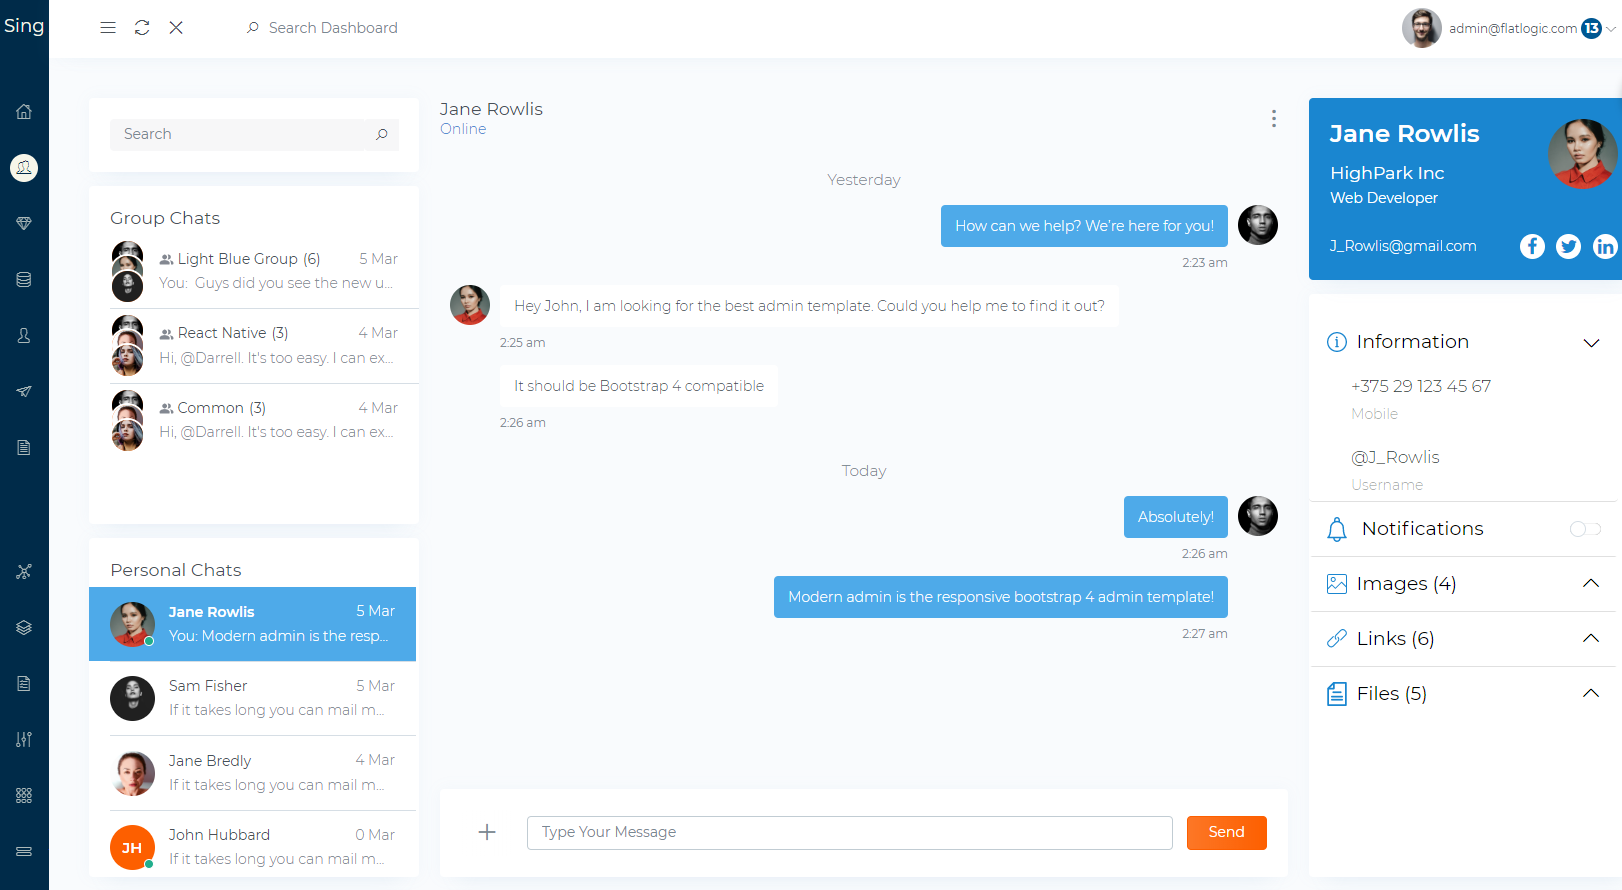 Sing
Search Dashboard
admin@flatlogic.com 13
Search
Group Chats
Light Blue Group (6) 5 Mar
You: Guys did you see the new u...
React Native (3) 4 Mar
Hi, @Darrell. It's too easy. I can ex...
Common (3) 4 Mar
Hi, @Darrell. It's too easy. I can ex...
Personal Chats
Jane Rowlis 5 Mar
You: Modern admin is the resp...
Sam Fisher 5 Mar
If it takes long you can mail m...
Jane Bredly 4 Mar
If it takes long you can mail m...
JH
John Hubbard 0 Mar
If it takes long you can mail m...
Jane Rowlis
Online
Yesterday
How can we help? We're here for you!
2:23 am
Hey John, I am looking for the best admin template. Could you help me to find it out?
2:25 am
It should be Bootstrap 4 compatible
2:26 am
Today
Absolutely!
2:26 am
Modern admin is the responsive bootstrap 4 admin template!
2:27 am
Type Your Message
Send
Jane Rowlis
HighPark Inc
Web Developer
J_Rowlis@gmail.com
Information
+375 29 123 45 67
Mobile
@J_Rowlis
Username
Notifications
Images (4)
Links (6)
Files (5)